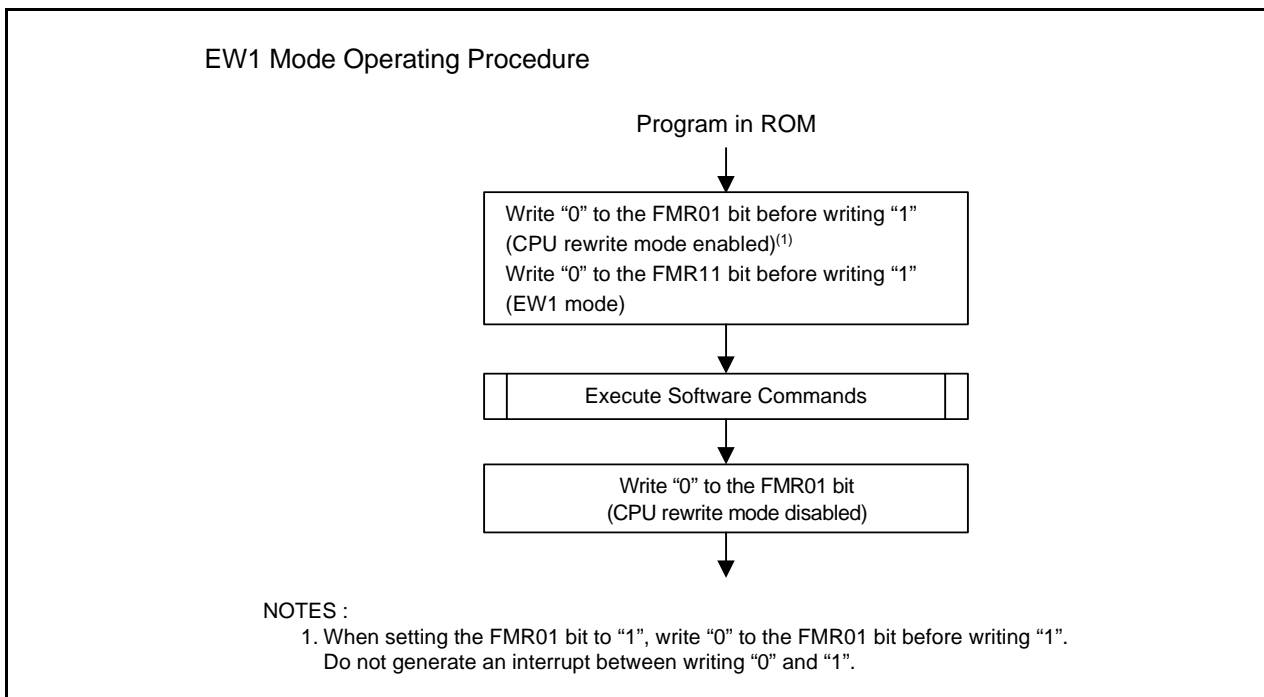 EW1 Mode Operating Procedure
Program in ROM
Write “0” to the FMR01 bit before writing “1”
(CPU rewrite mode enabled)(1)
Write “0” to the FMR11 bit before writing “1”
(EW1 mode)
Execute Software Commands
Write “0” to the FMR01 bit
(CPU rewrite mode disabled)
NOTES :
1. When setting the FMR01 bit to “1”, write “0” to the FMR01 bit before writing “1”.
Do not generate an interrupt between writing “0” and “1”.